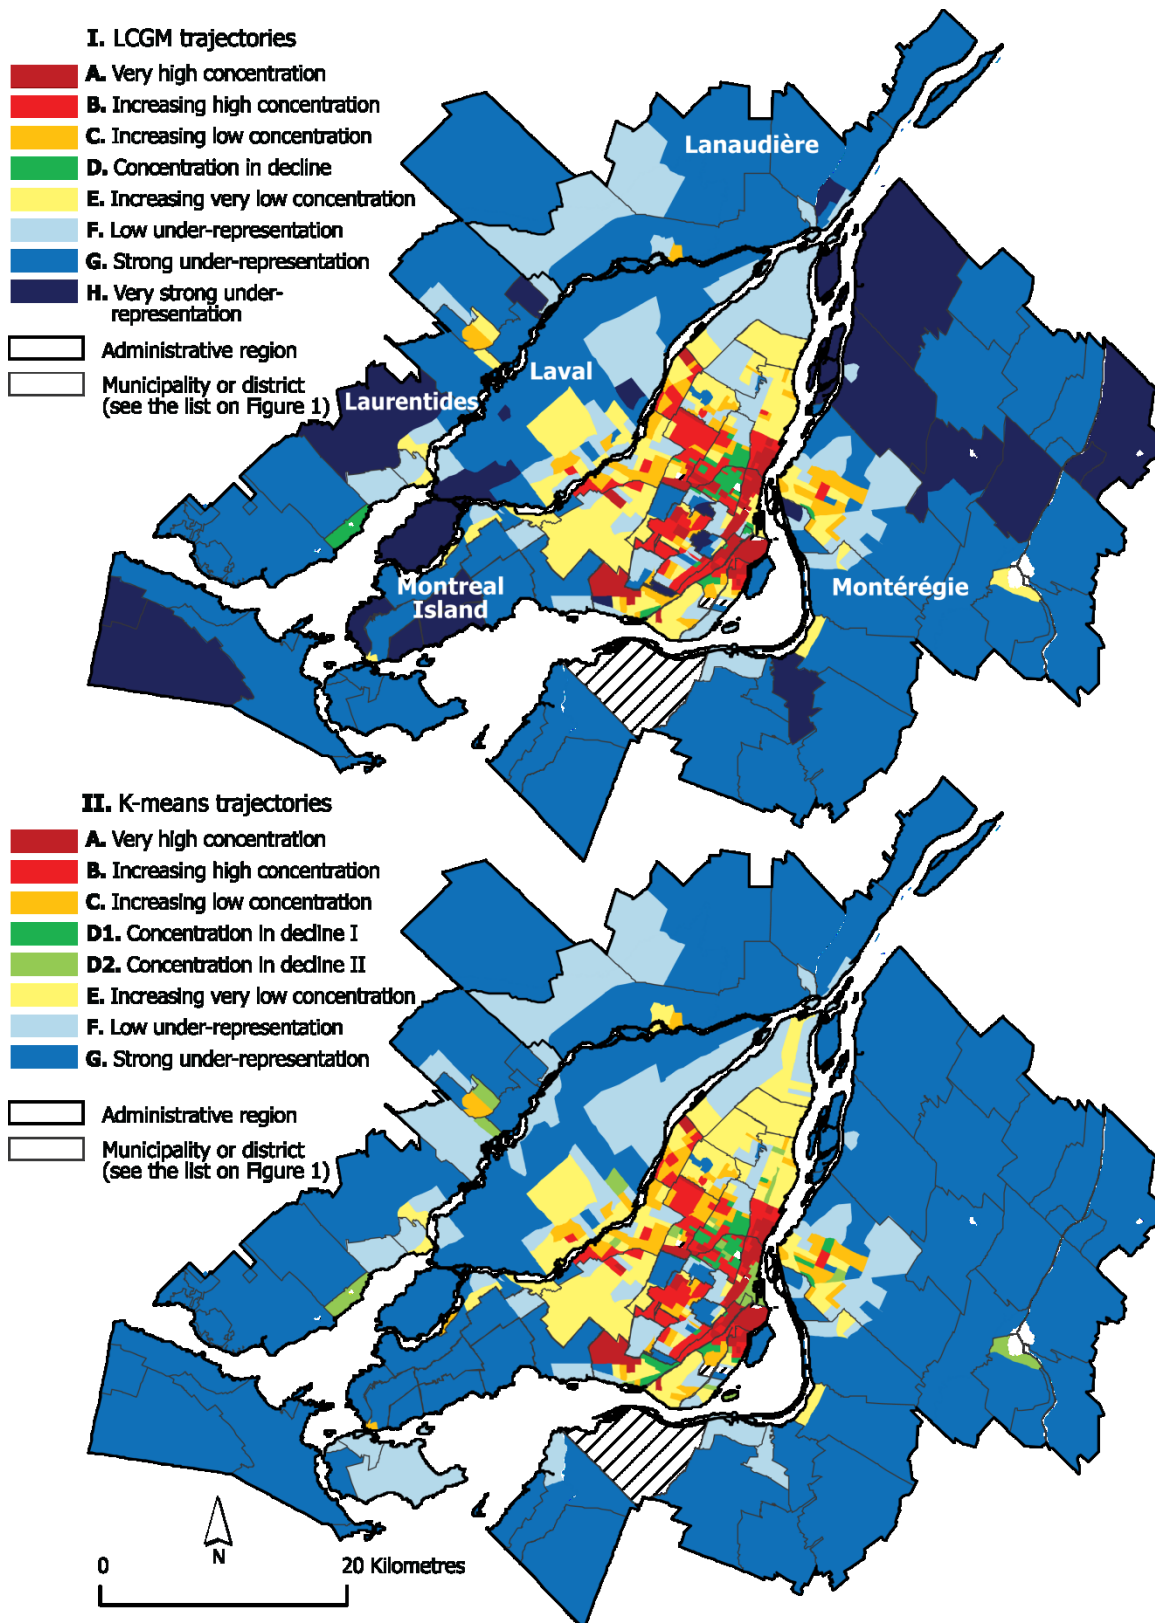 I. LCGM trajectories
A. Very high concentration
B. Increasing high concentration
C. Increasing low concentration
D. Concentration in decline
E. Increasing very low concentration
F. Low under-representation
G. Strong under-representation
H. Very strong under-
representation
Administrative region
Municipality or district
(see the list on Figure 1)
Lanaudière
Laval
Laurentides
Montreal
Island
Montérégie
II. K-means trajectories
A. Very high concentration
B. Increasing high concentration
C. Increasing low concentration
D1. Concentration in decline I
D2. Concentration in decline II
E. Increasing very low concentration
F. Low under-representation
G. Strong under-representation
Administrative region
Municipality or district
(see the list on Figure 1)
N
0 20 Kilometres